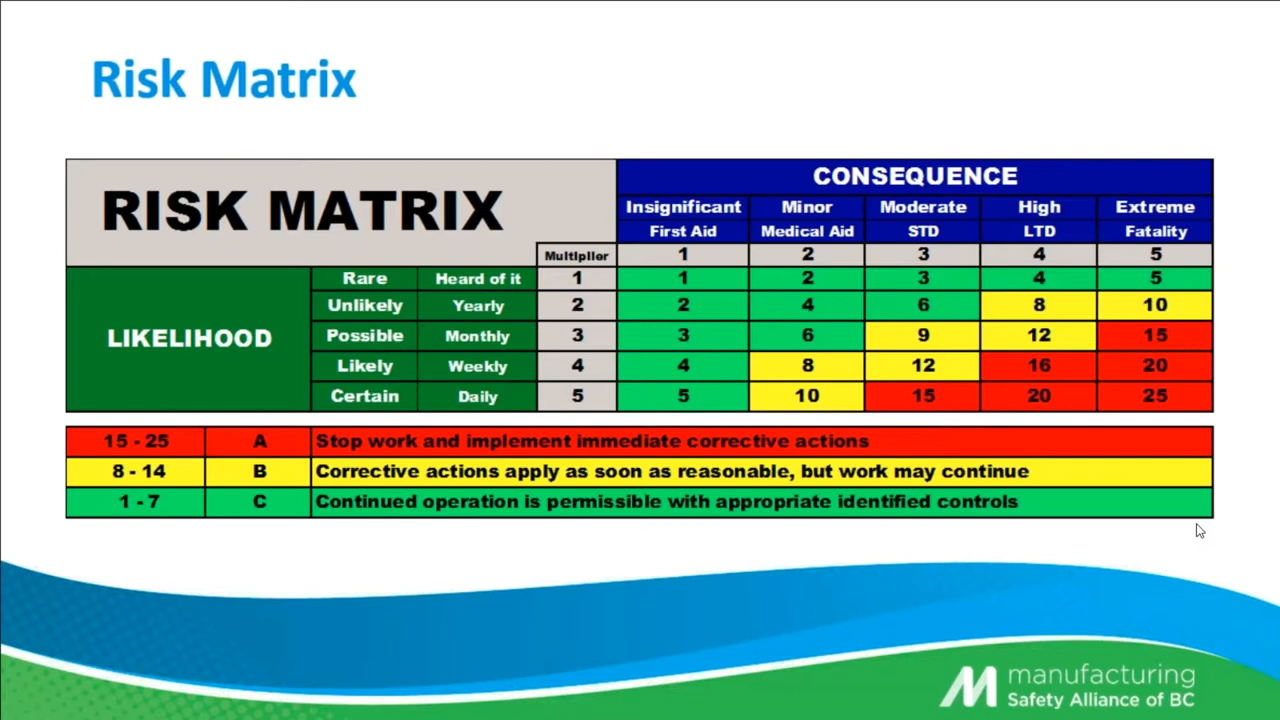 Risk Matrix
RISK MATRIX
CONSEQUENCE
Insignificant Minor Moderate High Extreme
First Aid Medical Aid STD LTD Fatality
Multiplier 1 2 3 4 5
LIKELIHOOD
Rare Heard of it 1 1 2 3 4 5
Unlikely Yearly 2 2 4 6 8 10
Possible Monthly 3 3 6 9 12 15
Likely Weekly 4 4 8 12 16 20
Certain Daily 5 5 10 15 20 25
15 - 25 A Stop work and implement immediate corrective actions
8 - 14 B Corrective actions apply as soon as reasonable, but work may continue
1 - 7 C Continued operation is permissible with appropriate identified controls
manufacturing
Safety Alliance of BC